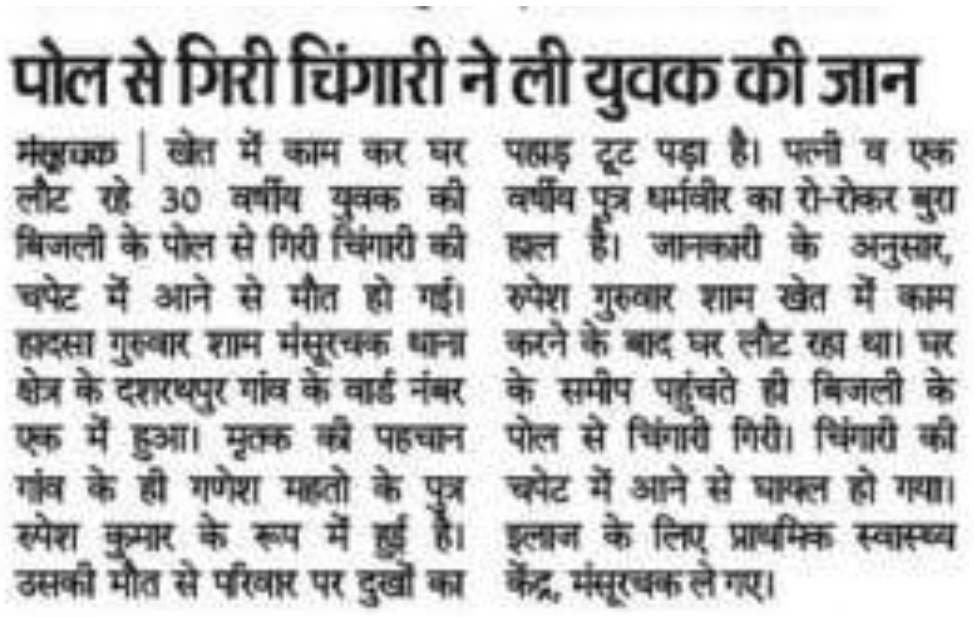 पोल से गिरी चिंगारी ने ली युवक की जान
मंसूरचक | खेत में काम कर घर
लौट रहे 30 वर्षीय युवक की
बिजली के पोल से गिरी चिंगारी की
चपेट में आने से मौत हो गई।
हादसा गुरुवार शाम मंसूरचक थाना
क्षेत्र के दशरथपुर गांव के वार्ड नंबर
एक में हुआ। मृतक की पहचान
गांव के ही गणेश महतो के पुत्र
रुपेश कुमार के रूप में हुई है।
उसकी मौत से परिवार पर दुखों का
पहाड़ टूट पड़ा है। पत्नी व एक
वर्षीय पुत्र धर्मवीर का रो-रोकर बुरा
हाल है। जानकारी के अनुसार,
रुपेश गुरुवार शाम खेत में काम
करने के बाद घर लौट रहा था। घर
के समीप पहुंचते ही बिजली के
पोल से चिंगारी गिरी। चिंगारी की
चपेट में आने से घायल हो गया।
इलाज के लिए प्राथमिक स्वास्थ्य
केंद्र, मंसूरचक ले गए।